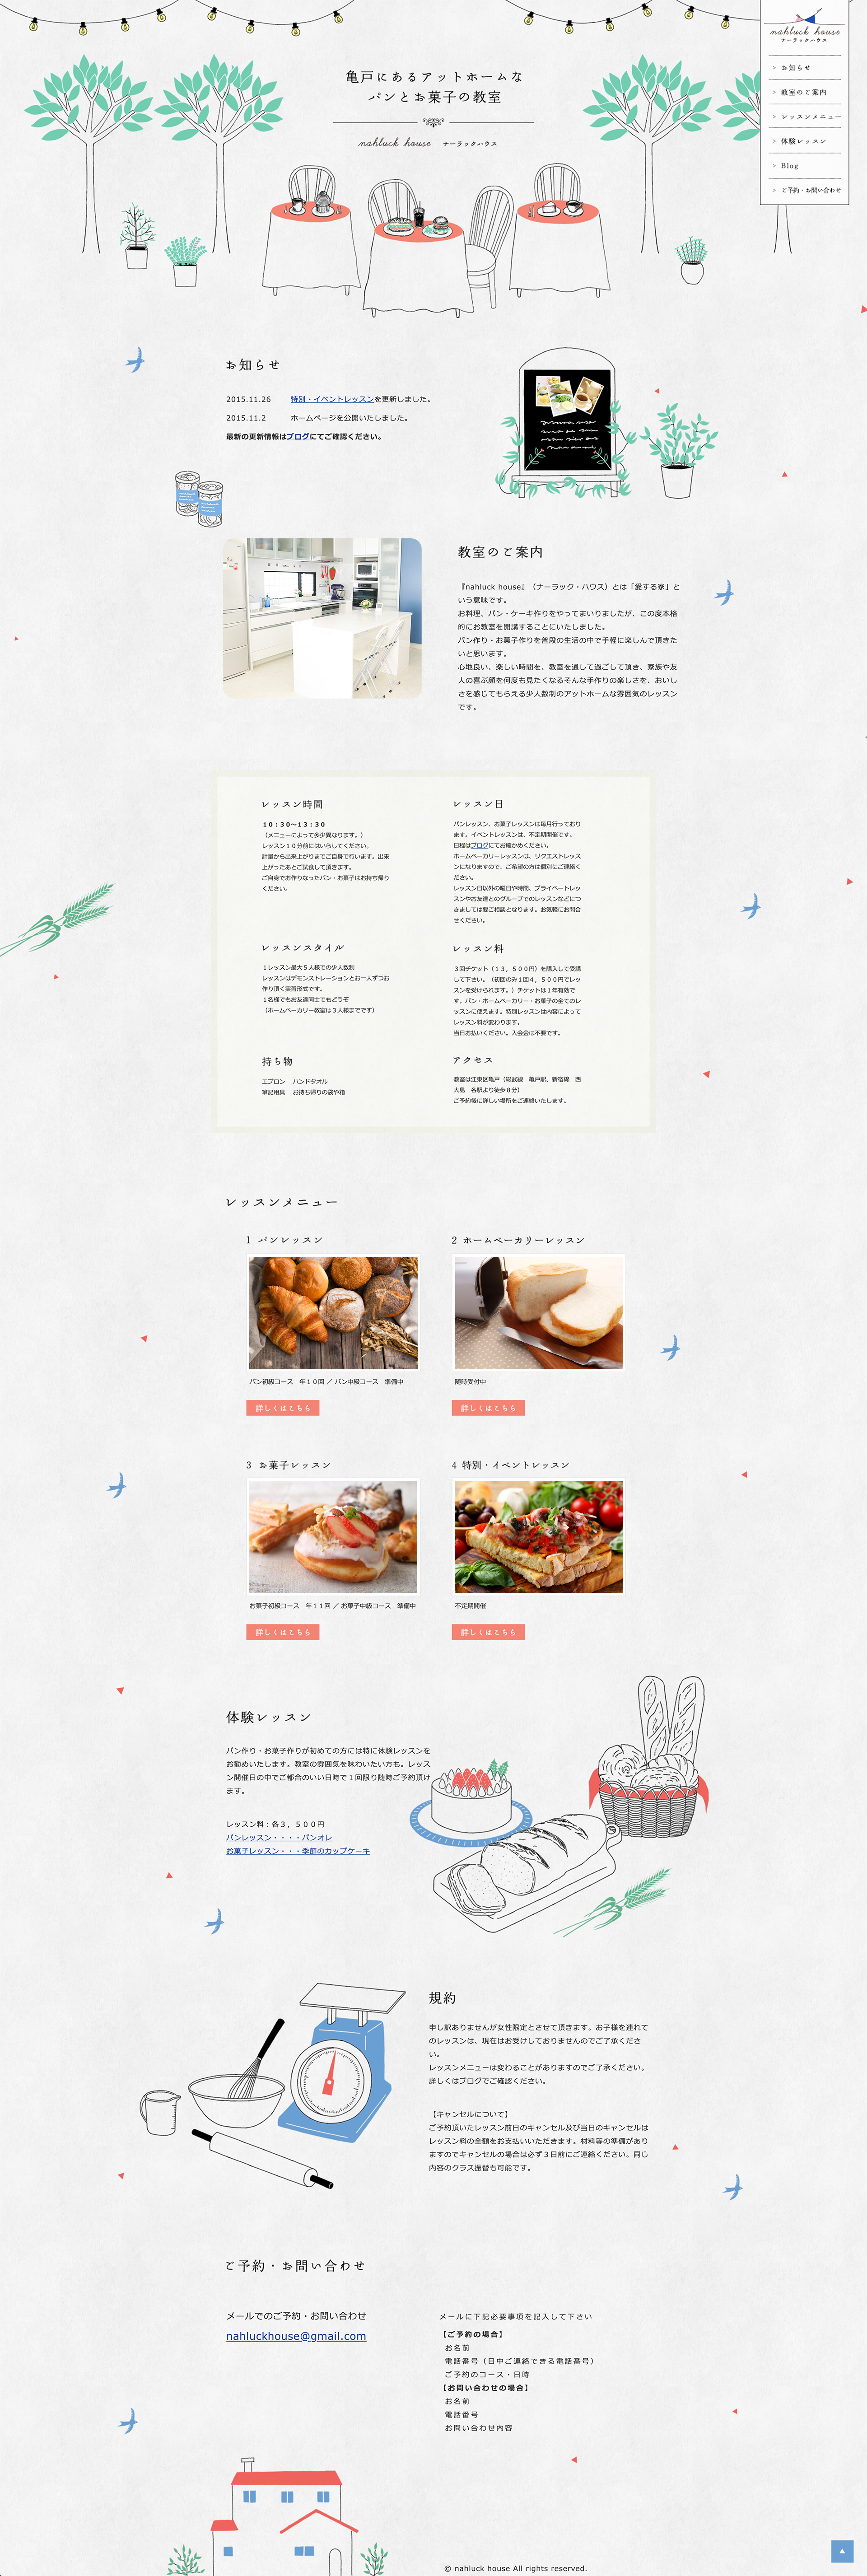 nahluck house
ナーラックハウス
> お知らせ
> 教室のご案内
> レッスンメニュー
> 体験レッスン
> Blog
> ご予約・お問い合わせ
亀戸にあるアットホームな
パンとお菓子の教室
nahluck house ナーラックハウス
お知らせ
2015.11.26 特別・イベントレッスンを更新しました。
2015.11.2 ホームページを公開いたしました。
最新の更新情報はブログにてご確認ください。
教室のご案内
『nahluck house』（ナーラック・ハウス）とは「愛する家」と
いう意味です。
お料理、パン・ケーキ作りをやってまいりましたが、この度本格
的にお教室を開講することにいたしました。
パン作り・お菓子作りを普段の生活の中で手軽に楽しんで頂きた
いと思います。
心地良い、楽しい時間を、教室を通して過ごして頂き、家族や友
人の喜ぶ顔を何度も見たくなるそんな手作りの楽しさを、おいし
さを感じてもらえる少人数制のアットホームな雰囲気のレッスン
です。
レッスン時間
１０：３０〜１３：３０
（メニューによって多少異なります。）
レッスン１０分前にはいらしてください。
計量から出来上がりまでご自身で行います。出来
上がったあとご試食して頂きます。
ご自身でお作りなったパン・お菓子はお持ち帰り
ください。
レッスン日
パンレッスン、お菓子レッスンは毎月行っており
ます。イベントレッスンは、不定期開催です。
日程はブログにてお確かめください。
ホームベーカリーレッスンは、リクエストレッス
ンになりますので、ご希望の方は個別にご連絡くだ
ださい。
レッスン日以外の曜日や時間、プライベートレッ
スンやお友達とのグループでのレッスンなどにつ
きましては要ご相談となります。お気軽にお問合
せください。
レッスンスタイル
１レッスン最大５人様での少人数制
レッスンはデモンストレーションとお一人ずつお
作り頂く実習形式です。
１名様でもお友達同士でもどうぞ
（ホームベーカリー教室は３人様までです）
レッスン料
３回チケット（１３，５００円）を購入して受講
して下さい。（初回のみ１回４，５００円でレッ
スンを受けられます。）チケットは１年有効で
す。パン・ホームベーカリー・お菓子の全てのレ
ッスンに使えます。特別レッスンは内容によって
レッスン料が変わります。
当日お払いください。入会金は不要です。
持ち物
エプロン ハンドタオル
筆記用具 お持ち帰りの袋や箱
アクセス
教室は江東区亀戸（総武線 亀戸駅、新宿線 西
大島 各駅より徒歩８分）
ご予約後に詳しい場所をご連絡いたします。
レッスンメニュー
1 パンレッスン
パン初級コース 年１０回 ／ パン中級コース 準備中
詳しくはこちら
2 ホームベーカリーレッスン
随時受付中
詳しくはこちら
3 お菓子レッスン
お菓子初級コース 年１１回 ／ お菓子中級コース 準備中
詳しくはこちら
4 特別・イベントレッスン
不定期開催
詳しくはこちら
体験レッスン
パン作り・お菓子作りが初めての方には特に体験レッスンを
お勧めいたします。教室の雰囲気を味わいたい方も。レッス
ン開催日の中でご都合のいい日時で１回限り随時ご予約頂け
ます。
レッスン料：各３，５００円
パンレッスン・・・・パンオレ
お菓子レッスン・・・季節のカップケーキ
規約
申し訳ありませんが女性限定とさせて頂きます。お子様を連れて
のレッスンは、現在はお受けしておりませんのでご了承くださ
い。
レッスンメニューは変わることがありますのでご了承ください。
詳しくはブログでご確認ください。
【キャンセルについて】
ご予約頂いたレッスン前日のキャンセル及び当日のキャンセルは
レッスン料の全額をお支払いいただきます。材料等の準備があり
ますのでキャンセルの場合は必ず３日前にご連絡ください。同じ
内容のクラス振替も可能です。
ご予約・お問い合わせ
メールでのご予約・お問い合わせ
nahluckhouse@gmail.com
メールに下記必要事項を記入して下さい
【ご予約の場合】
お名前
電話番号（日中ご連絡できる電話番号）
ご予約のコース・日時
【お問い合わせの場合】
お名前
電話番号
お問い合わせ内容
© nahluck house All rights reserved.